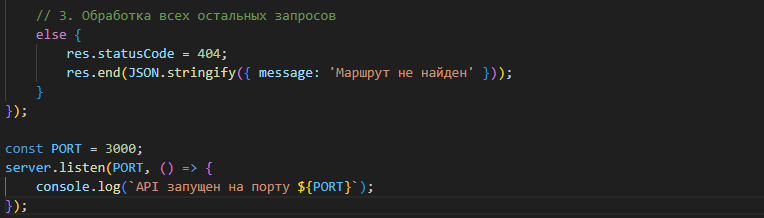 // 3. Обработка всех остальных запросов
else {
res.statusCode = 404;
res.end(JSON.stringify({ message: 'Маршрут не найден' }));
}
});
const PORT = 3000;
server.listen(PORT, () => {
console.log(`API запущен на порту ${PORT}`);
});